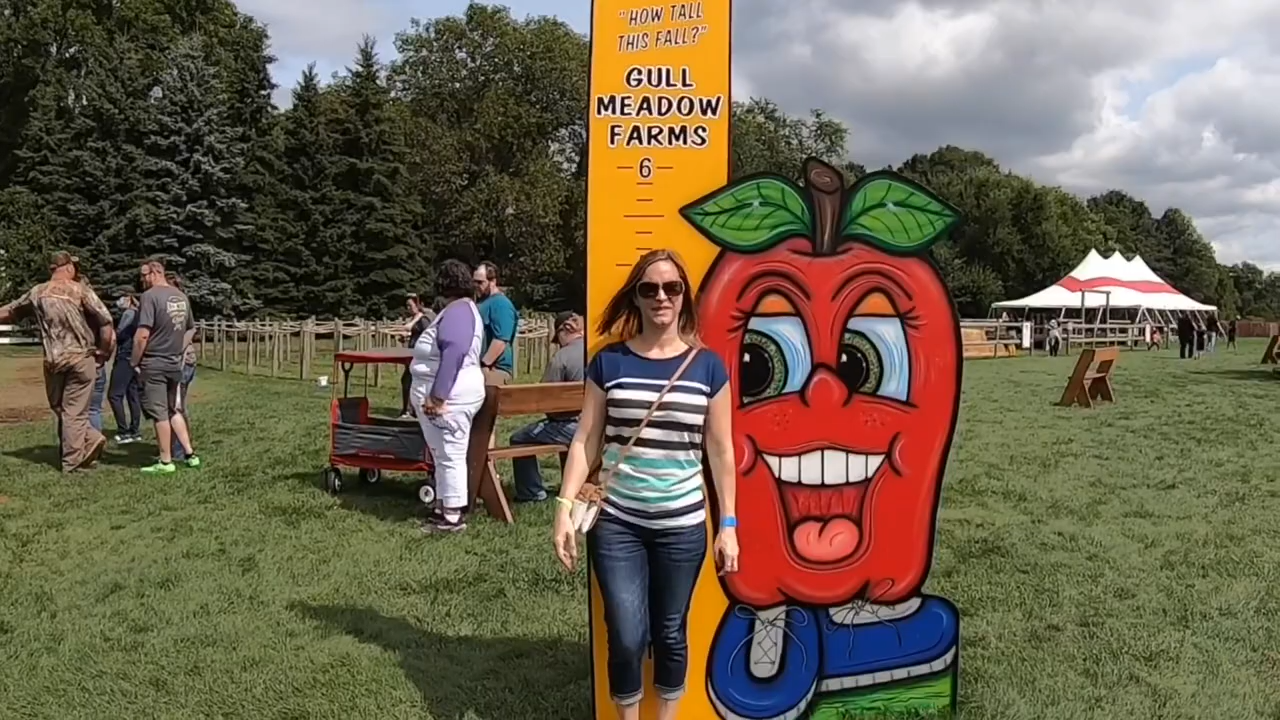 "HOW TALL
THIS FALL?"
GULL
MEADOW
FARMS
6